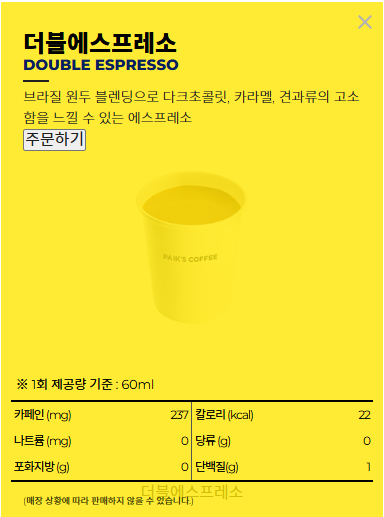 더블에스프레소
DOUBLE ESPRESSO
브라질 원두 블렌딩으로 다크초콜릿, 카라멜, 견과류의 고소
함을 느낄 수 있는 에스프레소
주문하기
PAIK'S COFFEE
※ 1회 제공량 기준 : 60ml
카페인 (mg) 237 칼로리 (kcal) 22
나트륨 (mg) 0 당류 (g) 0
포화지방 (g) 0 단백질(g) 1
더블에스프레소
(매장 상황에 따라 판매하지 않을 수 있습니다.)